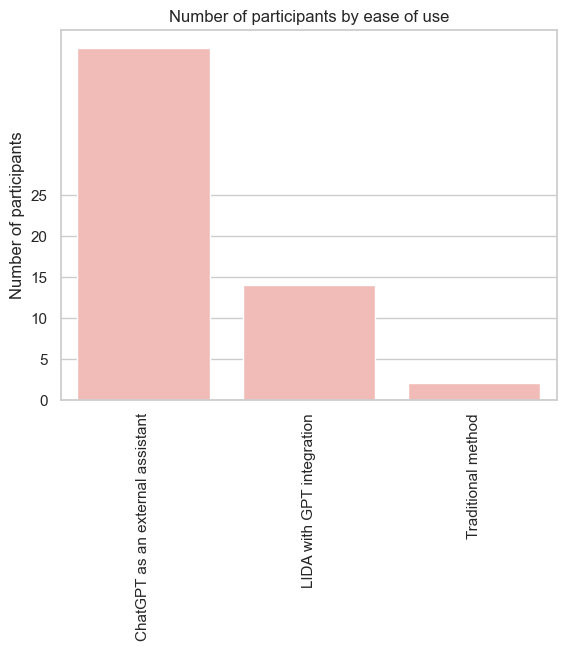 Number of participants by ease of use
Number of participants
25
20
15
10
5
0
ChatGPT as an external assistant
LIDA with GPT integration
Traditional method